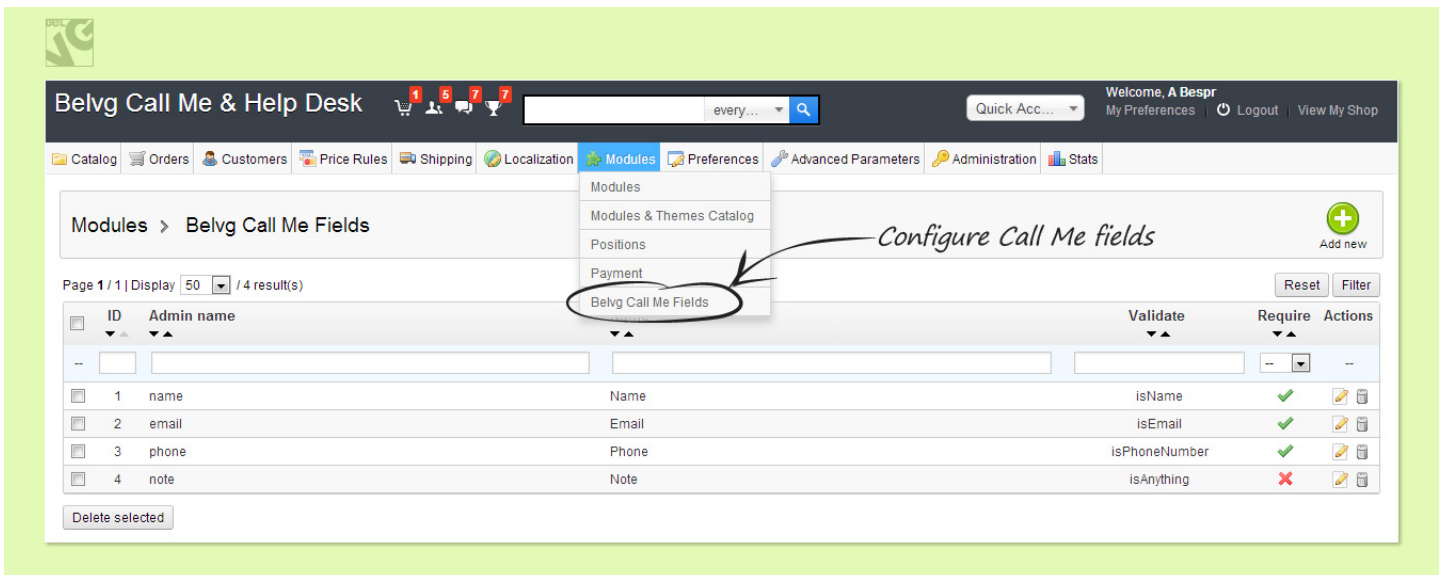 BELVG
Belvg Call Me & Help Desk 1 5 7 7 every... Quick Acc... Welcome, A Bespr
My Preferences Logout View My Shop
Catalog Orders Customers Price Rules Shipping Localization Modules Preferences Advanced Parameters Administration Stats
Modules
Modules & Themes Catalog
Positions
Payment
Belvg Call Me Fields
Modules > Belvg Call Me Fields
Configure Call Me fields
Add new
Page 1 / 1 | Display 50 / 4 result(s)
Reset Filter
ID Admin name Validate Require Actions
-- -- --
1 name Name isName
2 email Email isEmail
3 phone Phone isPhoneNumber
4 note Note isAnything
Delete selected